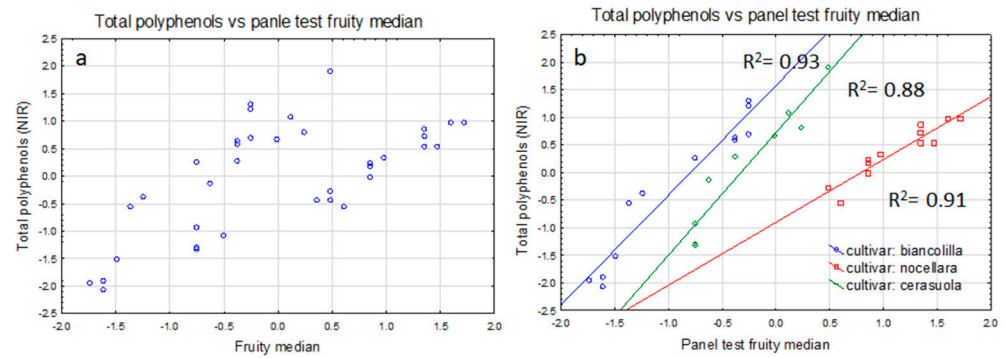 Total polyphenols vs panle test fruity median
a
Total polyphenols (NIR)
2.5
2.0
1.5
1.0
0.5
0.0
-0.5
-1.0
-1.5
-2.0
-2.5
-2.0 -1.5 -1.0 -0.5 0.0 0.5 1.0 1.5 2.0
Fruity median
Total polyphenols vs panel test fruity median
b
R²= 0.93
R²= 0.88
R²= 0.91
cultivar: biancolilla
cultivar: nocellara
cultivar: cerasuola
Total polyphenols (NIR)
2.5
2.0
1.5
1.0
0.5
0.0
-0.5
-1.0
-1.5
-2.0
-2.5
-2.0 -1.5 -1.0 -0.5 0.0 0.5 1.0 1.5 2.0
Panel test fruity median